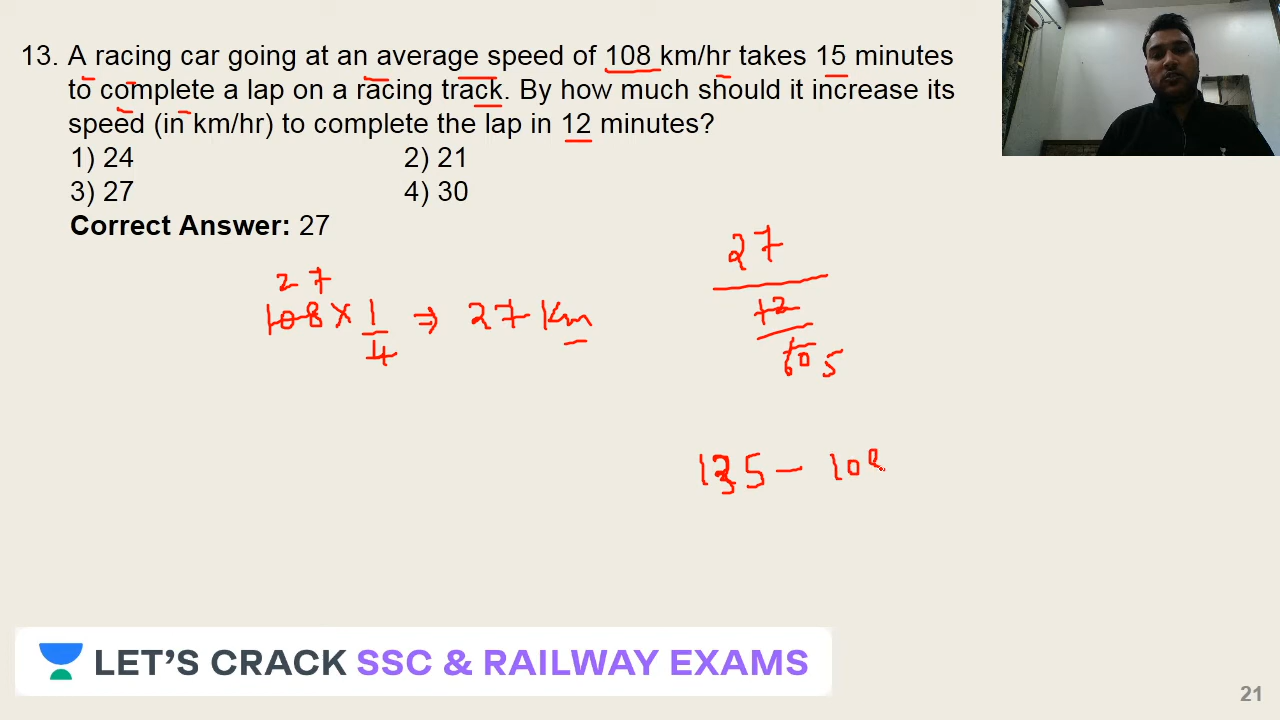 13. A racing car going at an average speed of 108 km/hr takes 15 minutes
to complete a lap on a racing track. By how much should it increase its
speed (in km/hr) to complete the lap in 12 minutes?
1) 24 2) 21
3) 27 4) 30
Correct Answer: 27
27
108 × 1/4 ⇒ 27 Km
27
12
60 5
135 - 108
LET'S CRACK SSC & RAILWAY EXAMS
21